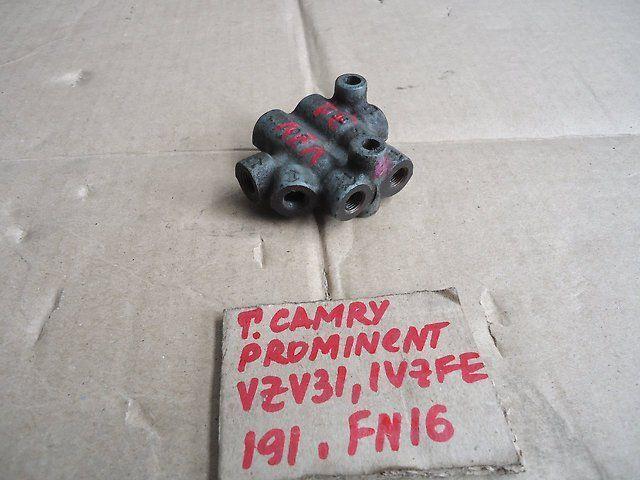 T. CAMRY
PROMINENT
VZV31, 1VZFE
191. FN16